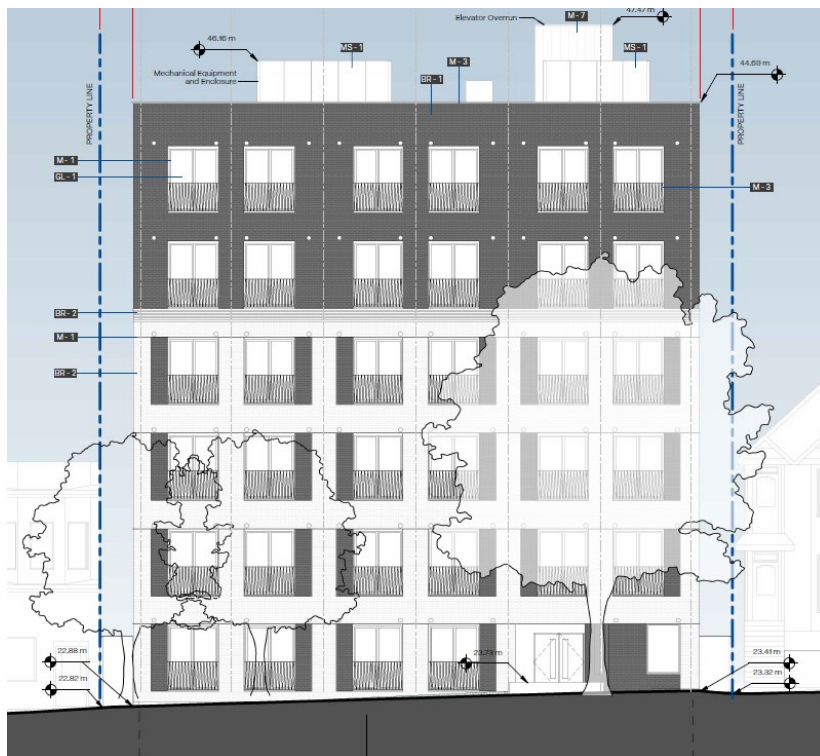 Elevator Overrun
M-7
47.47 m
46.16 m
MS-1
MS-1
M-3
44.69 m
Mechanical Equipment
and Enclosure
BR-1
PROPERTY LINE
PROPERTY LINE
M-1
GL-1
M-3
BR-2
M-1
BR-2
22.88 m
23.73 m
23.41 m
22.82 m
23.32 m